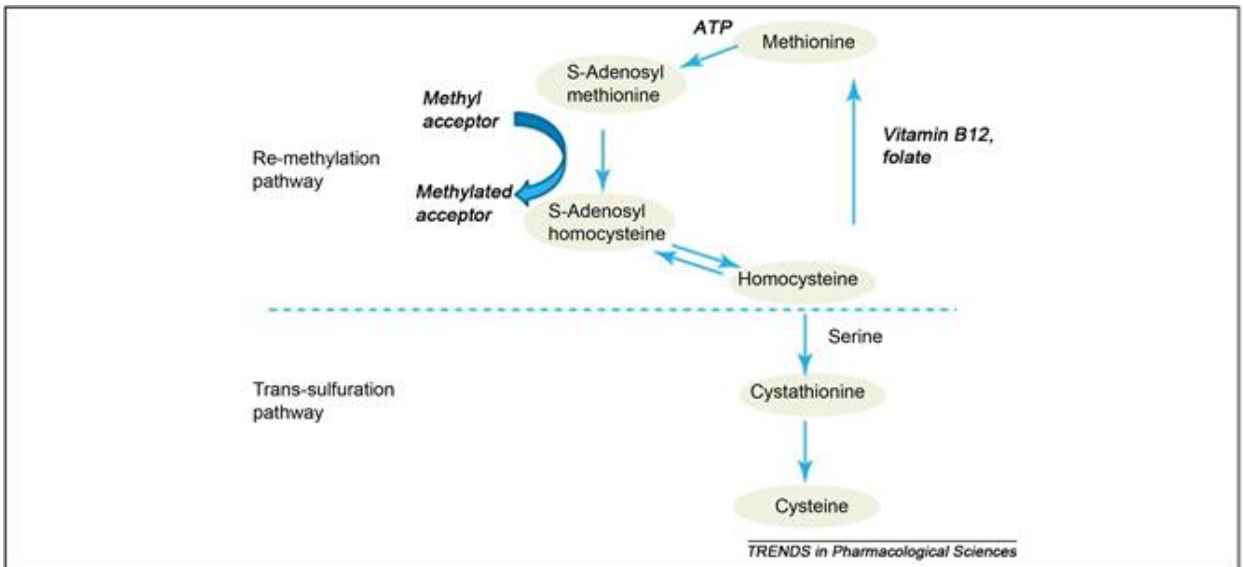 ATP
Methionine
S-Adenosyl
methionine
Methyl
acceptor
Vitamin B12,
folate
Re-methylation
pathway
Methylated
acceptor
S-Adenosyl
homocysteine
Homocysteine
Serine
Trans-sulfuration
pathway
Cystathionine
Cysteine
TRENDS in Pharmacological Sciences